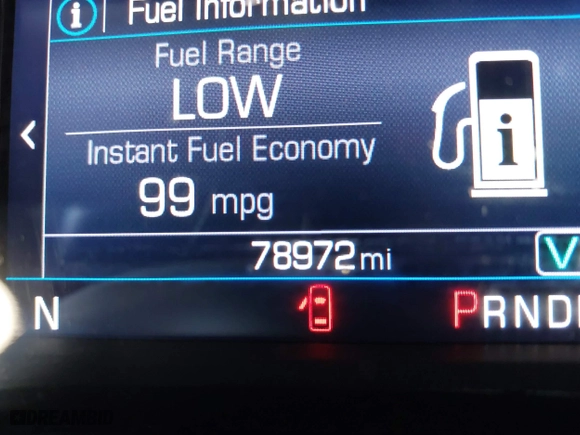 Fuel Information
Fuel Range
LOW
Instant Fuel Economy
99 mpg
78972 mi
V
N
PRND